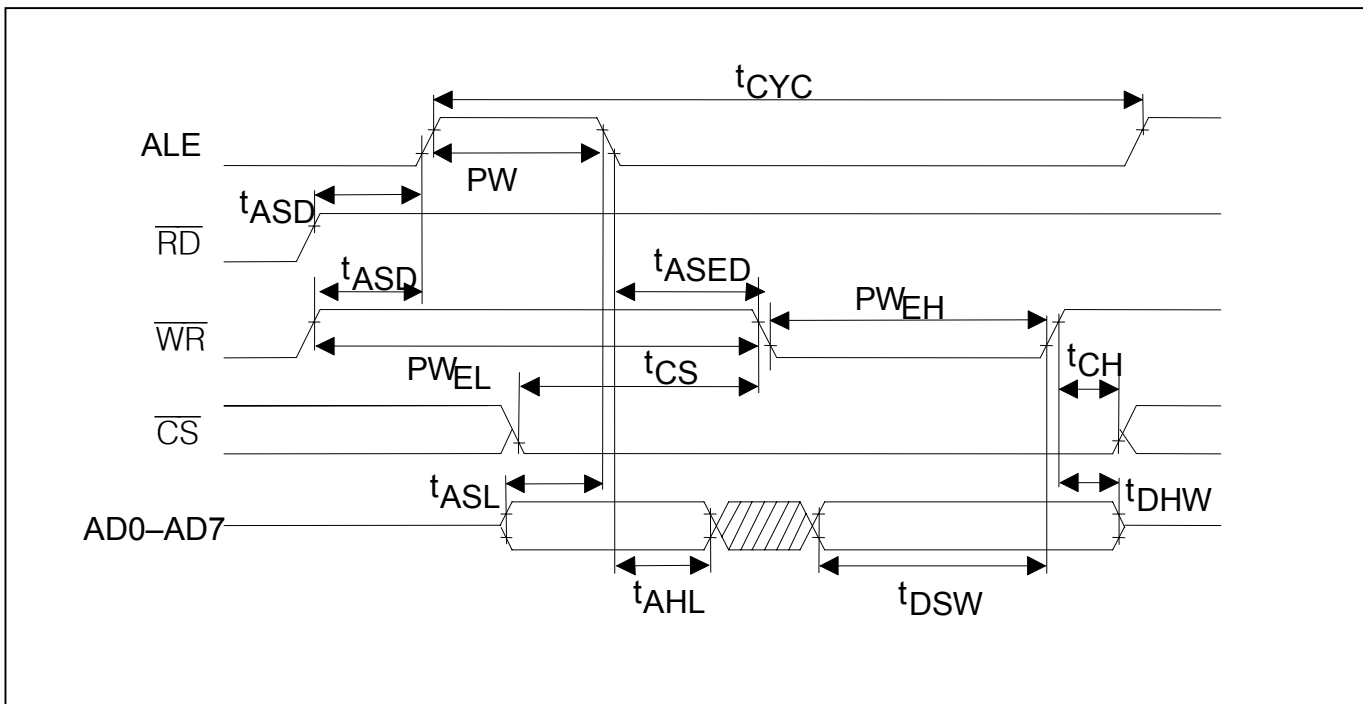 tCYC
ALE
PW
tASD
RD
tASD
tASED
PWEH
WR
PWEL
tCS
tCH
CS
tASL
tDHW
AD0–AD7
tAHL
tDSW